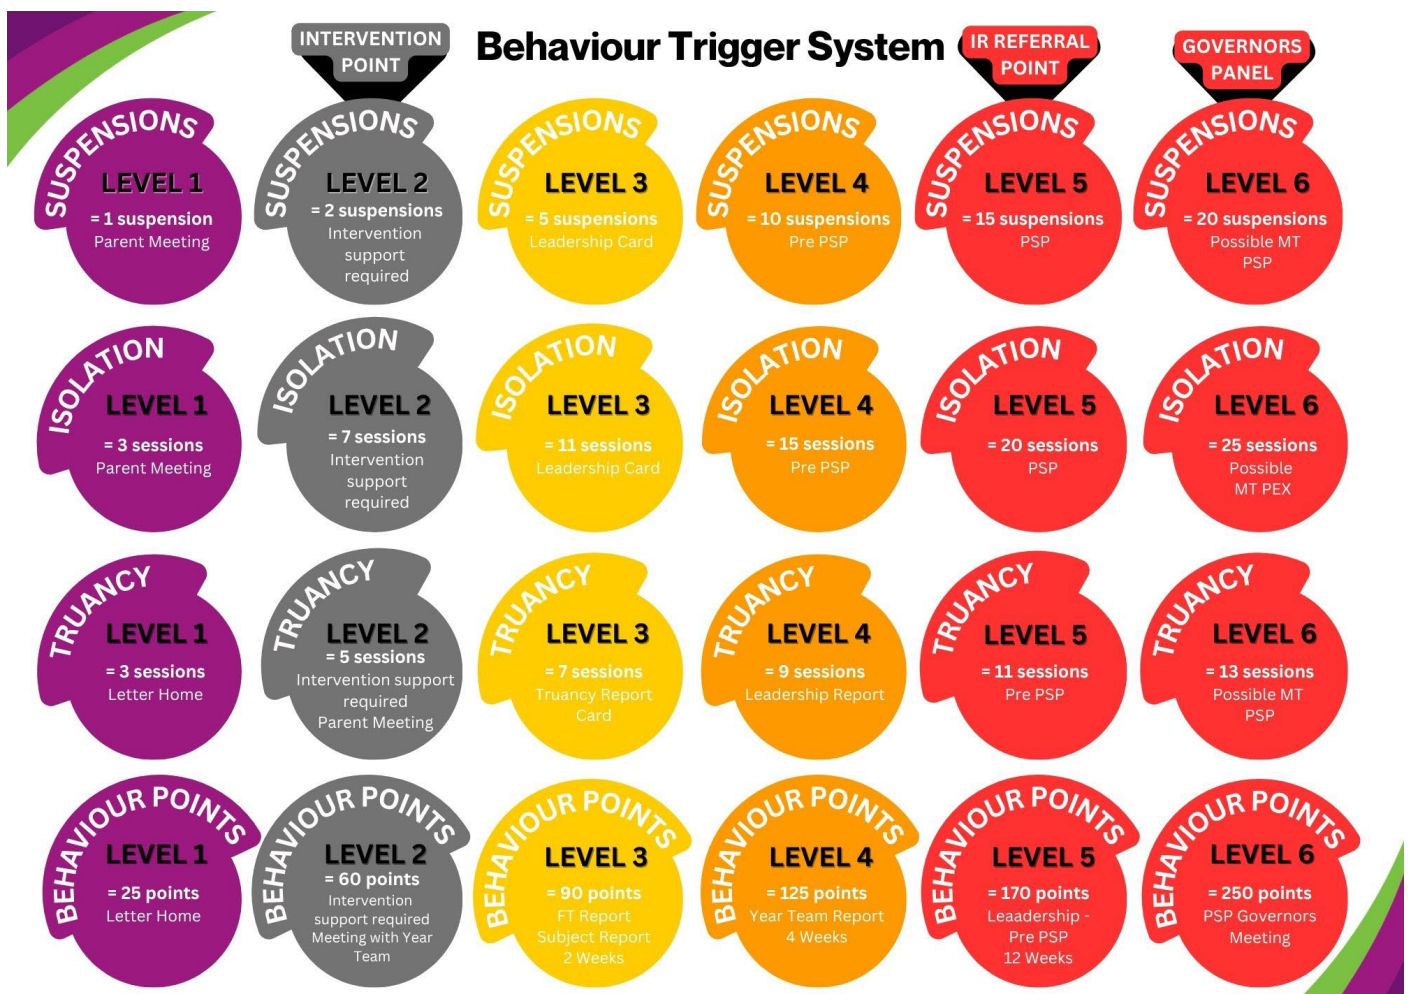 INTERVENTION
POINT
Behaviour Trigger System
IR REFERRAL
POINT
GOVERNORS
PANEL
SUSPENSIONS
LEVEL 1
= 1 suspension
Parent Meeting
SUSPENSIONS
LEVEL 2
= 2 suspensions
Intervention
support
required
SUSPENSIONS
LEVEL 3
= 5 suspensions
Leadership Card
SUSPENSIONS
LEVEL 4
= 10 suspensions
Pre PSP
SUSPENSIONS
LEVEL 5
= 15 suspensions
PSP
SUSPENSIONS
LEVEL 6
= 20 suspensions
Possible MT
PSP
ISOLATION
LEVEL 1
= 3 sessions
Parent Meeting
ISOLATION
LEVEL 2
= 7 sessions
Intervention
support
required
ISOLATION
LEVEL 3
= 11 sessions
Leadership Card
ISOLATION
LEVEL 4
= 15 sessions
Pre PSP
ISOLATION
LEVEL 5
= 20 sessions
PSP
ISOLATION
LEVEL 6
= 25 sessions
Possible
MT PEX
TRUANCY
LEVEL 1
= 3 sessions
Letter Home
TRUANCY
LEVEL 2
= 5 sessions
Intervention support
required
Parent Meeting
TRUANCY
LEVEL 3
= 7 sessions
Truancy Report
Card
TRUANCY
LEVEL 4
= 9 sessions
Leadership Report
TRUANCY
LEVEL 5
= 11 sessions
Pre PSP
TRUANCY
LEVEL 6
= 13 sessions
Possible MT
PSP
BEHAVIOUR POINTS
LEVEL 1
= 25 points
Letter Home
BEHAVIOUR POINTS
LEVEL 2
= 60 points
Intervention
support required
Meeting with Year
Team
BEHAVIOUR POINTS
LEVEL 3
= 90 points
FT Report
Subject Report
2 Weeks
BEHAVIOUR POINTS
LEVEL 4
= 125 points
Year Team Report
4 Weeks
BEHAVIOUR POINTS
LEVEL 5
= 170 points
Leaadership -
Pre PSP
12 Weeks
BEHAVIOUR POINTS
LEVEL 6
= 250 points
PSP Governors
Meeting